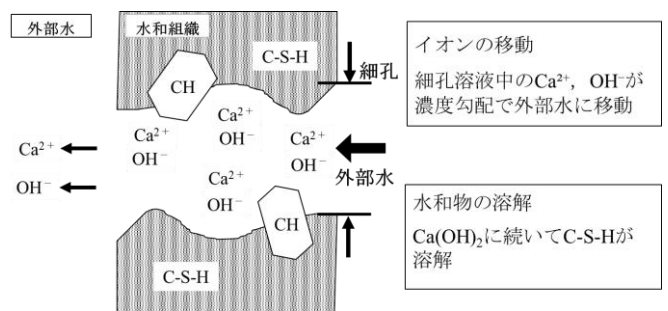 外部水
水和組織
C-S-H
細孔
CH
Ca²⁺
OH⁻
Ca²⁺
OH⁻
Ca²⁺
OH⁻
Ca²⁺
OH⁻
Ca²⁺
OH⁻
外部水
CH
C-S-H
イオンの移動
細孔溶液中のCa²⁺，OH⁻が
濃度勾配で外部水に移動
水和物の溶解
Ca(OH)₂に続いてC-S-Hが
溶解